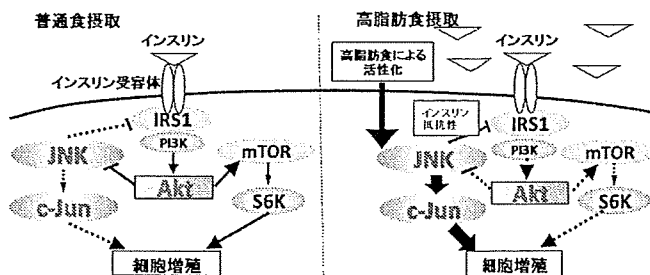 普通食摂取
インスリン
インスリン受容体
IRS1
PI3K
JNK
mTOR
Akt
c-Jun
S6K
細胞増殖
高脂肪食摂取
高脂肪食による
活性化
インスリン
インスリン
抵抗性
IRS1
PI3K
JNK
mTOR
Akt
c-Jun
S6K
細胞増殖